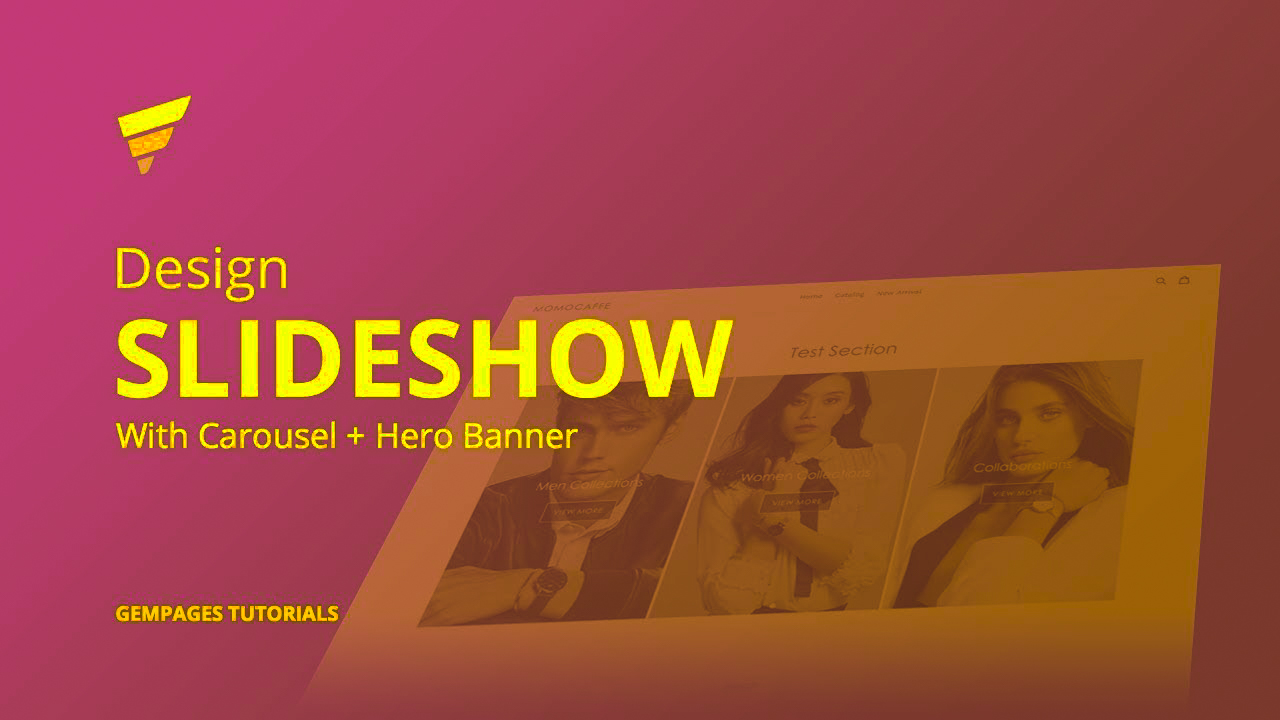 Design
SLIDESHOW
With Carousel + Hero Banner
GEMPAGES TUTORIALS
MOMOCAFFE
Home Catalog New Arrival
Test Section
Men Collections
VIEW MORE
Women Collections
VIEW MORE
Collaborations
VIEW MORE